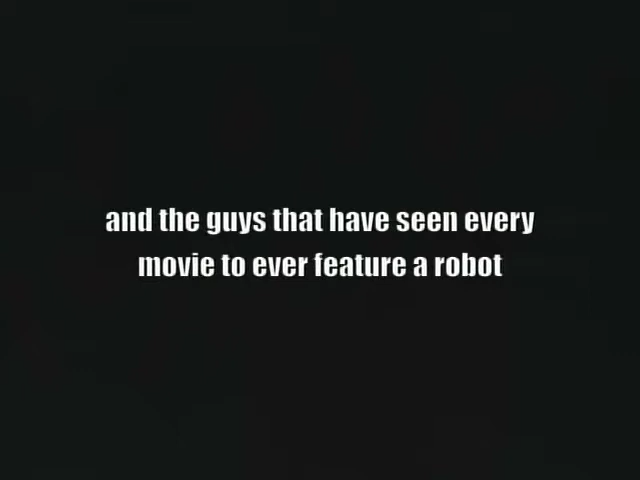 and the guys that have seen every
movie to ever feature a robot